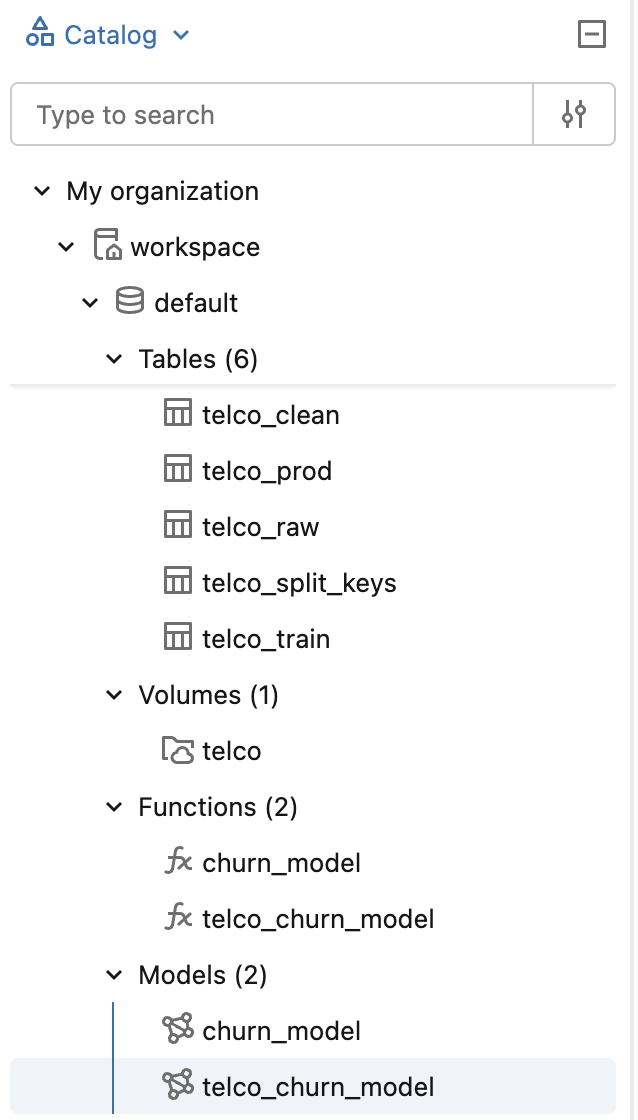 Catalog
Type to search
My organization
workspace
default
Tables (6)
telco_clean
telco_prod
telco_raw
telco_split_keys
telco_train
Volumes (1)
telco
Functions (2)
churn_model
telco_churn_model
Models (2)
churn_model
telco_churn_model